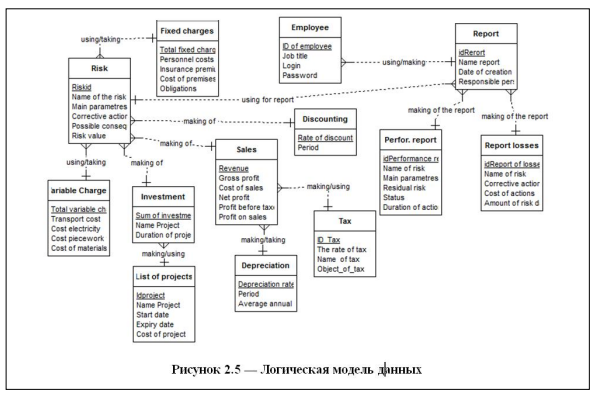 Fixed charges
Total fixed charg
Personnel costs
Insurance premi
Cost of premises
Obligations
Employee
ID of employee
Job title
Login
Password
Report
idRerort
Name report
Date of creation
Responsible pers
using/taking
using/making
Risk
Riskid
Name of the risk
Main parametres
Corrective action
Possible conseq
Risk value
using for report
making of
Discounting
Rate of discount
Period
making of the report
making of the report
Perfor. report
idPerformance re
Name of risk
Main parametres
Residual risk
Status
Duration of actio
Report losses
idReport of losse
Name of risk
Corrective action
Cost of actions
Amount of risk d
making of
Sales
Revenue
Gross profit
Cost of sales
Net profit
Profit before taxe
Profit on sales
using/taking
making of
making/using
Variable Charge
Total variable ch
Transport cost
Cost electricity
Cost piecework
Cost of materials
Investment
Sum of investme
Name Project
Duration of proje
Tax
ID_Tax
The rate of tax
Name of tax
Object_of_tax
making/using
making/taking
List of projects
Idproject
Name Project
Start date
Expiry date
Cost of project
Depreciation
Depreciation rate
Period
Average annual
Рисунок 2.5 — Логическая модель данных